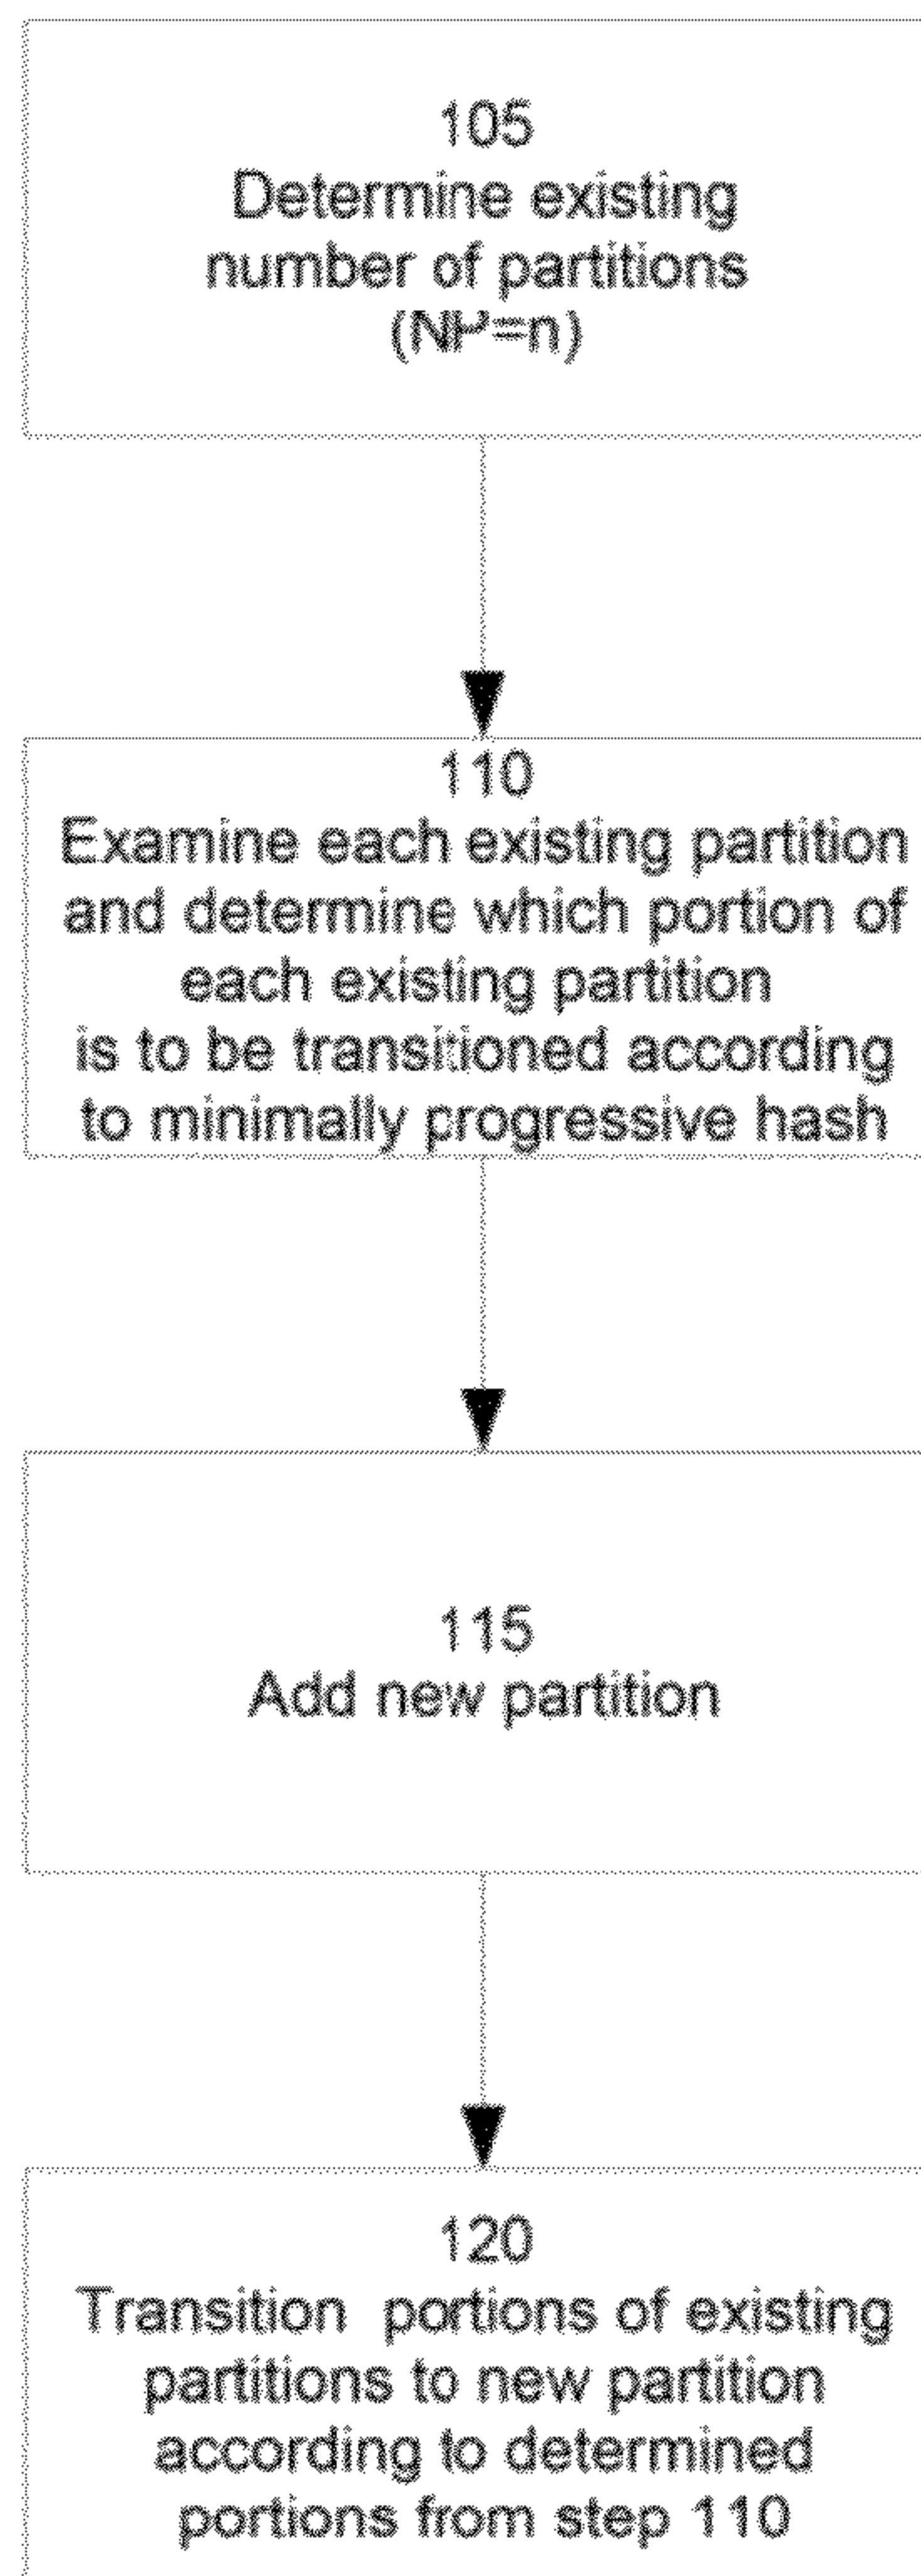 105
Determine existing
number of partitions
(NP=n)
110
Examine each existing partition
and determine which portion of
each existing partition
is to be transitioned according
to minimally progressive hash
115
Add new partition
120
Transition portions of existing
partitions to new partition
according to determined
portions from step 110